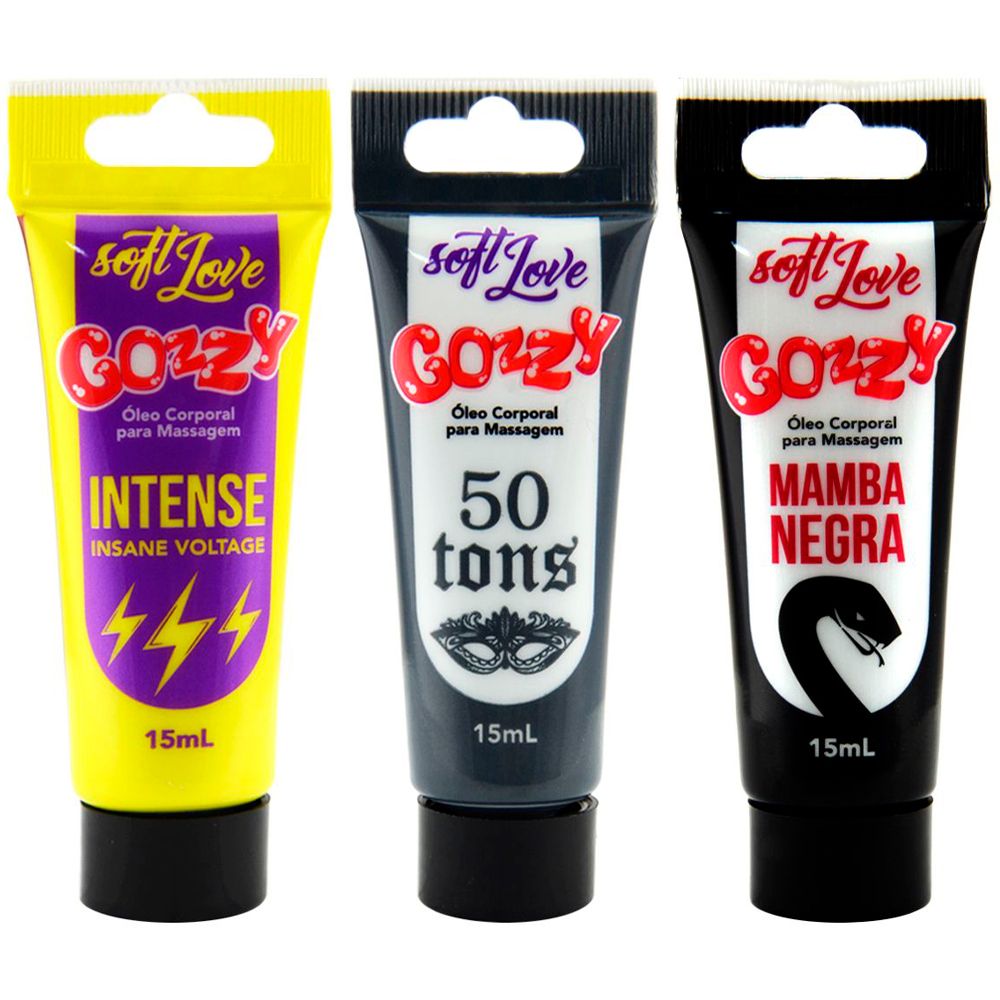 soft Love
GOZZY
Óleo Corporal
para Massagem
INTENSE
INSANE VOLTAGE
15mL
soft Love
GOZZY
Óleo Corporal
para Massagem
50
tons
15mL
soft Love
GOZZY
Óleo Corporal
para Massagem
MAMBA
NEGRA
15mL